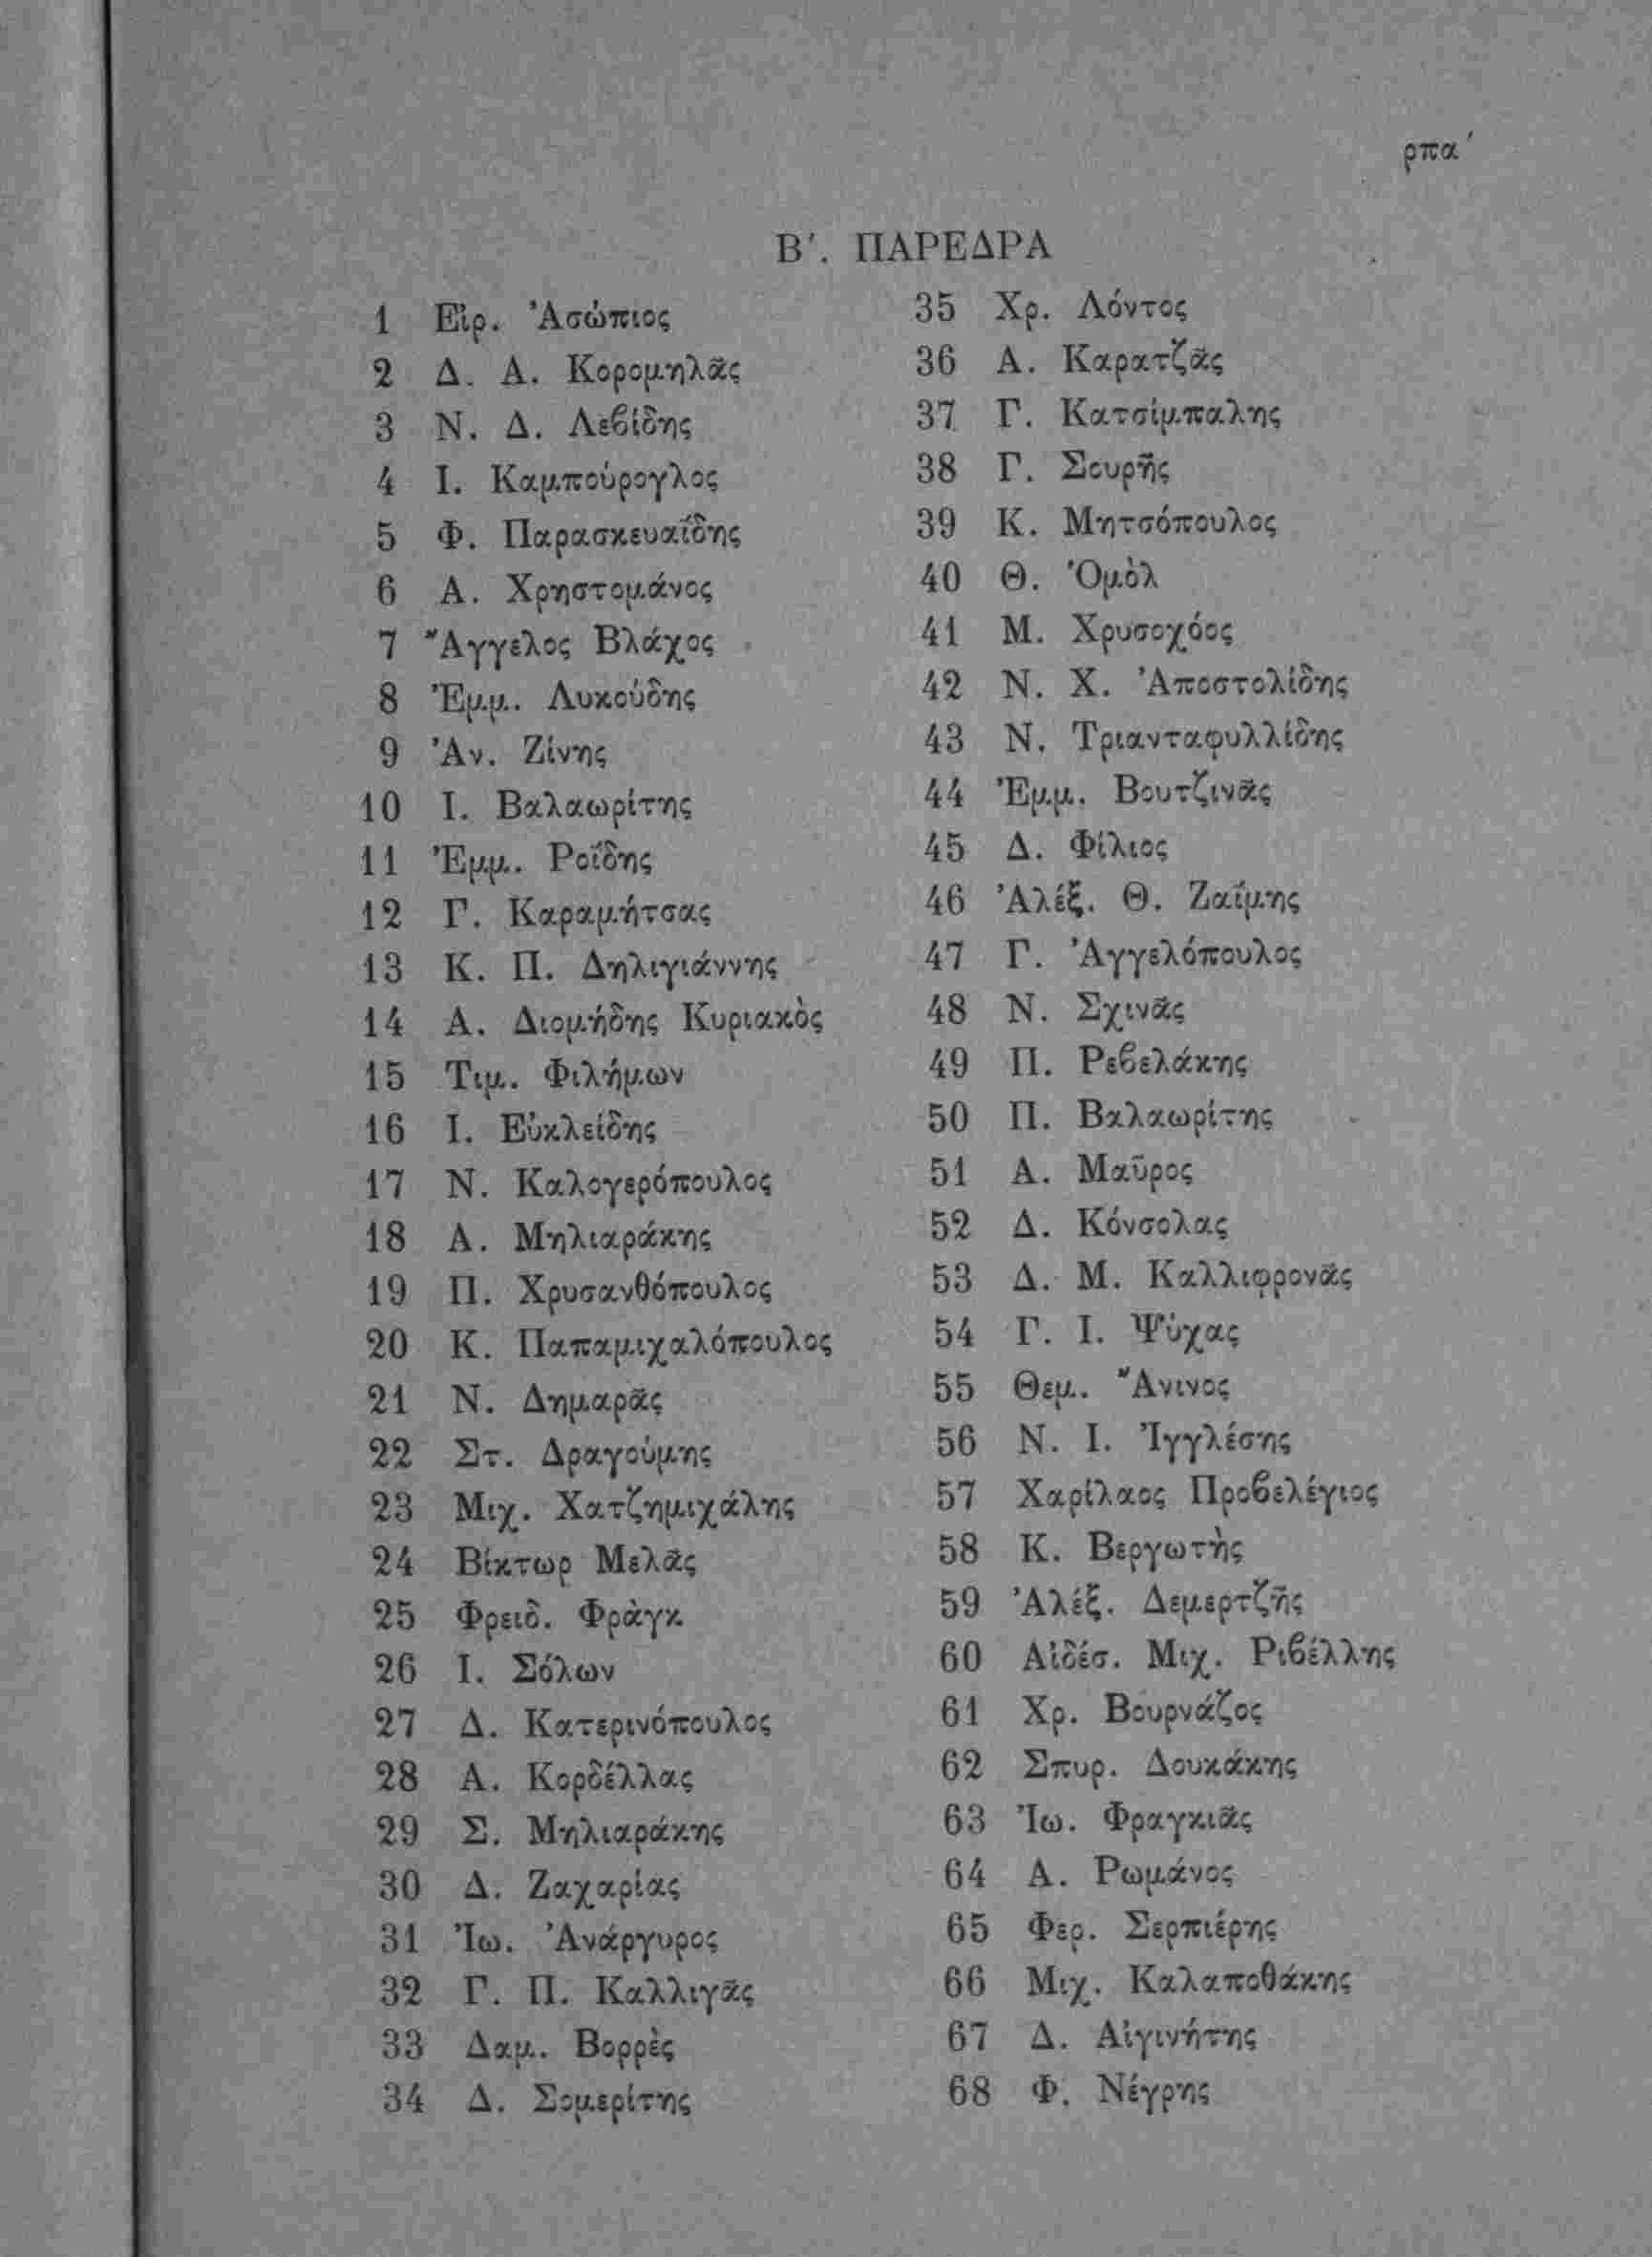 ρπα´
Β´. ΠΑΡΕΔΡΑ
1 Εἰρ. Ἀσώπιος
2 Δ. Α. Κορομηλᾶς
3 Ν. Δ. Λεβίδης
4 Ι. Καμπούρογλος
5 Φ. Παρασκευαΐδης
6 Α. Χρηστομάνος
7 Ἄγγελος Βλάχος
8 Ἐμμ. Λυκούδης
9 Ἀν. Ζίνης
10 Ι. Βαλαωρίτης
11 Ἐμμ. Ροΐδης
12 Γ. Καραμήτσας
13 Κ. Π. Δηλιγιάννης
14 Α. Διομήδης Κυριακὸς
15 Τιμ. Φιλήμων
16 Ι. Εὐκλείδης
17 Ν. Καλογερόπουλος
18 Α. Μηλιαράκης
19 Π. Χρυσανθόπουλος
20 Κ. Παπαμιχαλόπουλος
21 Ν. Δημαρᾶς
22 Στ. Δραγούμης
23 Μιχ. Χατζημιχάλης
24 Βίκτωρ Μελᾶς
25 Φρειδ. Φρὰγκ
26 Ι. Σόλων
27 Δ. Κατερινόπουλος
28 Α. Κορδέλλας
29 Σ. Μηλιαράκης
30 Δ. Ζαχαρίας
31 Ἰω. Ἀνάργυρος
32 Γ. Π. Καλλιγᾶς
33 Δαμ. Βορρὲς
34 Δ. Σομερίτης
35 Χρ. Λόντος
36 Α. Καρατζᾶς
37 Γ. Κατσίμπαλης
38 Γ. Σουρῆς
39 Κ. Μητσόπουλος
40 Θ. Ὁμὸλ
41 Μ. Χρυσοχόος
42 Ν. Χ. Ἀποστολίδης
43 Ν. Τριανταφυλλίδης
44 Ἐμμ. Βουτζινᾶς
45 Δ. Φίλιος
46 Ἀλέξ. Θ. Ζαΐμης
47 Γ. Ἀγγελόπουλος
48 Ν. Σχινᾶς
49 Π. Ρεβελάκης
50 Π. Βαλαωρίτης
51 Α. Μαῦρος
52 Δ. Κόνσολας
53 Δ. Μ. Καλλιφρονᾶς
54 Γ. Ι. Ψύχας
55 Θεμ. Ἄνινος
56 Ν. Ι. Ἰγγλέσης
57 Χαρίλαος Προβελέγιος
58 Κ. Βεργωτὴς
59 Ἀλέξ. Δεμερτζῆς
60 Αἰδέσ. Μιχ. Ριβέλλης
61 Χρ. Βουρνάζος
62 Σπυρ. Δουκάκης
63 Ἰω. Φραγκιᾶς
64 Α. Ρωμάνος
65 Φερ. Σερπιέρης
66 Μιχ. Καλαποθάκης
67 Δ. Αἰγινήτης
68 Φ. Νέγρης